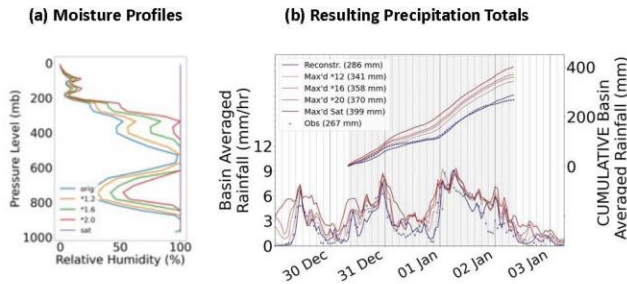 (a) Moisture Profiles
(b) Resulting Precipitation Totals
0
200
400
600
800
1000
Pressure Level (mb)
orig
*1.2
*1.6
*2.0
sat
0
50
100
Relative Humidity (%)
Reconstr. (286 mm)
Max'd *12 (341 mm)
Max'd *16 (358 mm)
Max'd *20 (370 mm)
Max'd Sat (399 mm)
Obs (267 mm)
Basin Averaged
Rainfall (mm/hr)
12
9
6
3
0
400
200
0
CUMULATIVE Basin
Averaged Rainfall (mm)
30 Dec
31 Dec
01 Jan
02 Jan
03 Jan